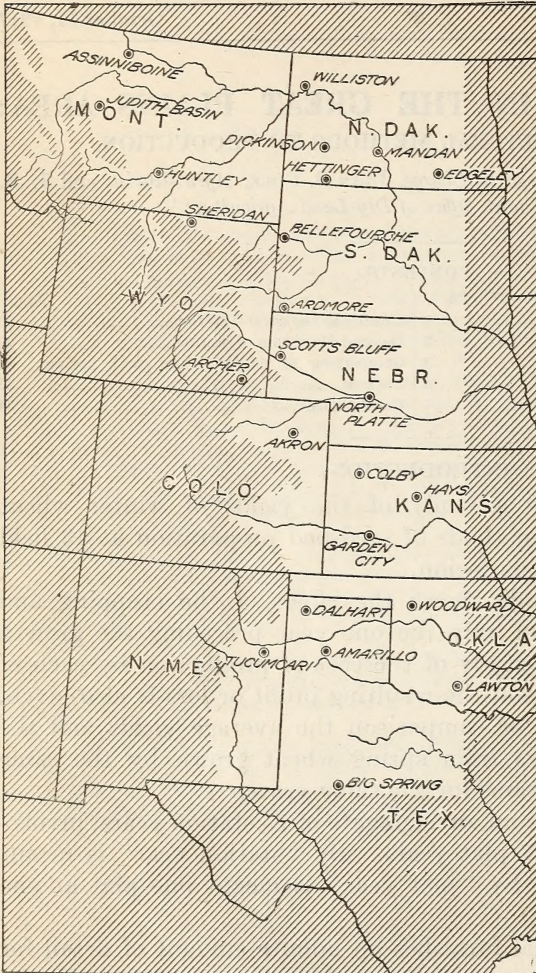 ASSINNIBOINE
WILLISTON
JUDITH BASIN
MONT.
N. DAK.
DICKINSON
MANDAN
HETTINGER
EDGELEY
HUNTLEY
SHERIDAN
BELLEFOURCHE
S. DAK.
WYO
ARDMORE
SCOTTS BLUFF
ARCHER
NEBR.
NORTH
PLATTE
AKRON
COLBY
COLO.
HAYS
KANS.
GARDEN
CITY
DALHART
WOODWARD
OKLA
N. MEX
TUCUMCARI
AMARILLO
LAWTON
BIG SPRING
TEX.